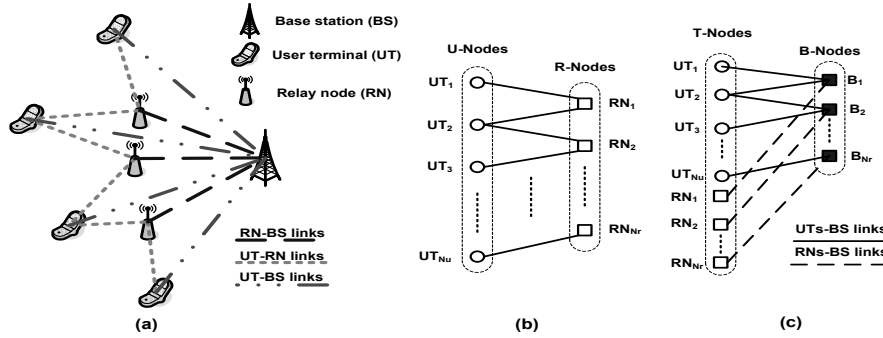 Base station (BS)
User terminal (UT)
Relay node (RN)
RN-BS links
UT-RN links
UT-BS links
(a)
U-Nodes
R-Nodes
UT1
UT2
UT3
UTNu
RN1
RN2
RNNr
(b)
T-Nodes
B-Nodes
UT1
UT2
UT3
UTNu
RN1
RN2
RNNr
B1
B2
BNr
UTs-BS links
RNs-BS links
(c)